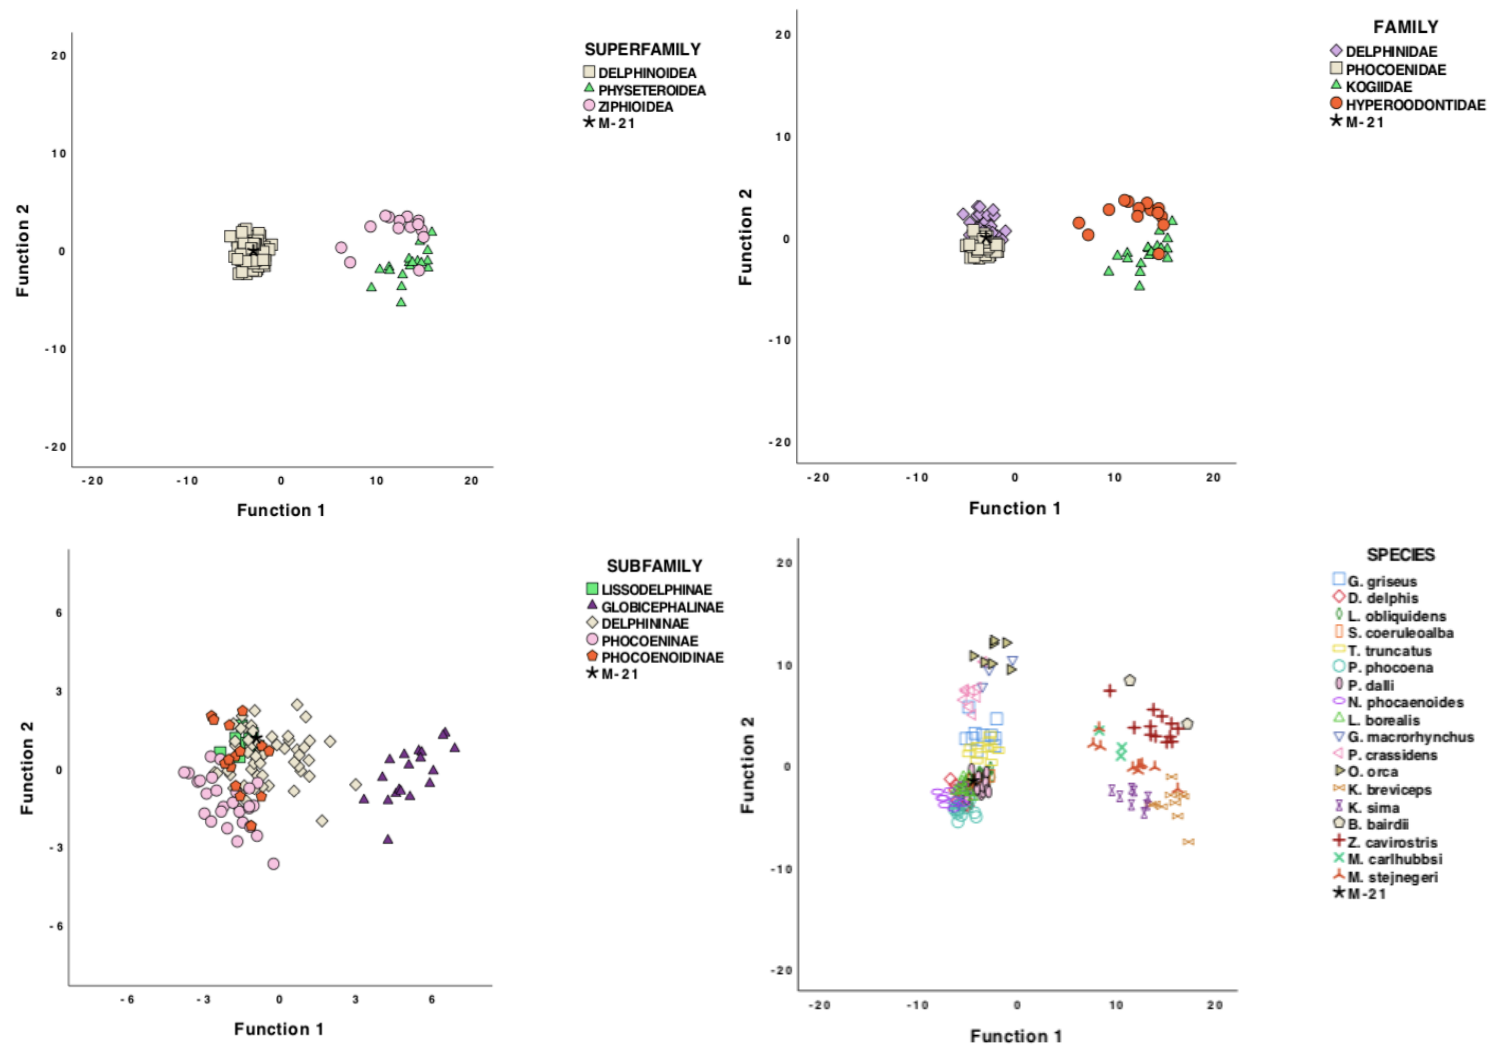 SUPERFAMILY
DELPHINOIDEA
PHYSETEROIDEA
ZIPHIOIDEA
M-21
20
10
0
-10
-20
Function 2
-20 -10 0 10 20
Function 1
FAMILY
DELPHINIDAE
PHOCOENIDAE
KOGIIDAE
HYPEROODONTIDAE
M-21
20
10
0
-10
-20
Function 2
-20 -10 0 10 20
Function 1
SUBFAMILY
LISSODELPHINAE
GLOBICEPHALINAE
DELPHININAE
PHOCOENINAE
PHOCOENOIDINAE
M-21
6
3
0
-3
-6
Function 2
-6 -3 0 3 6
Function 1
SPECIES
G. griseus
D. delphis
L. obliquidens
S. coeruleoalba
T. truncatus
P. phocoena
P. dalli
N. phocaenoides
L. borealis
G. macrorhynchus
P. crassidens
O. orca
K. breviceps
K. sima
B. bairdii
Z. cavirostris
M. carlhubbsi
M. stejnegeri
M-21
20
10
0
-10
-20
Function 2
-20 -10 0 10 20
Function 1